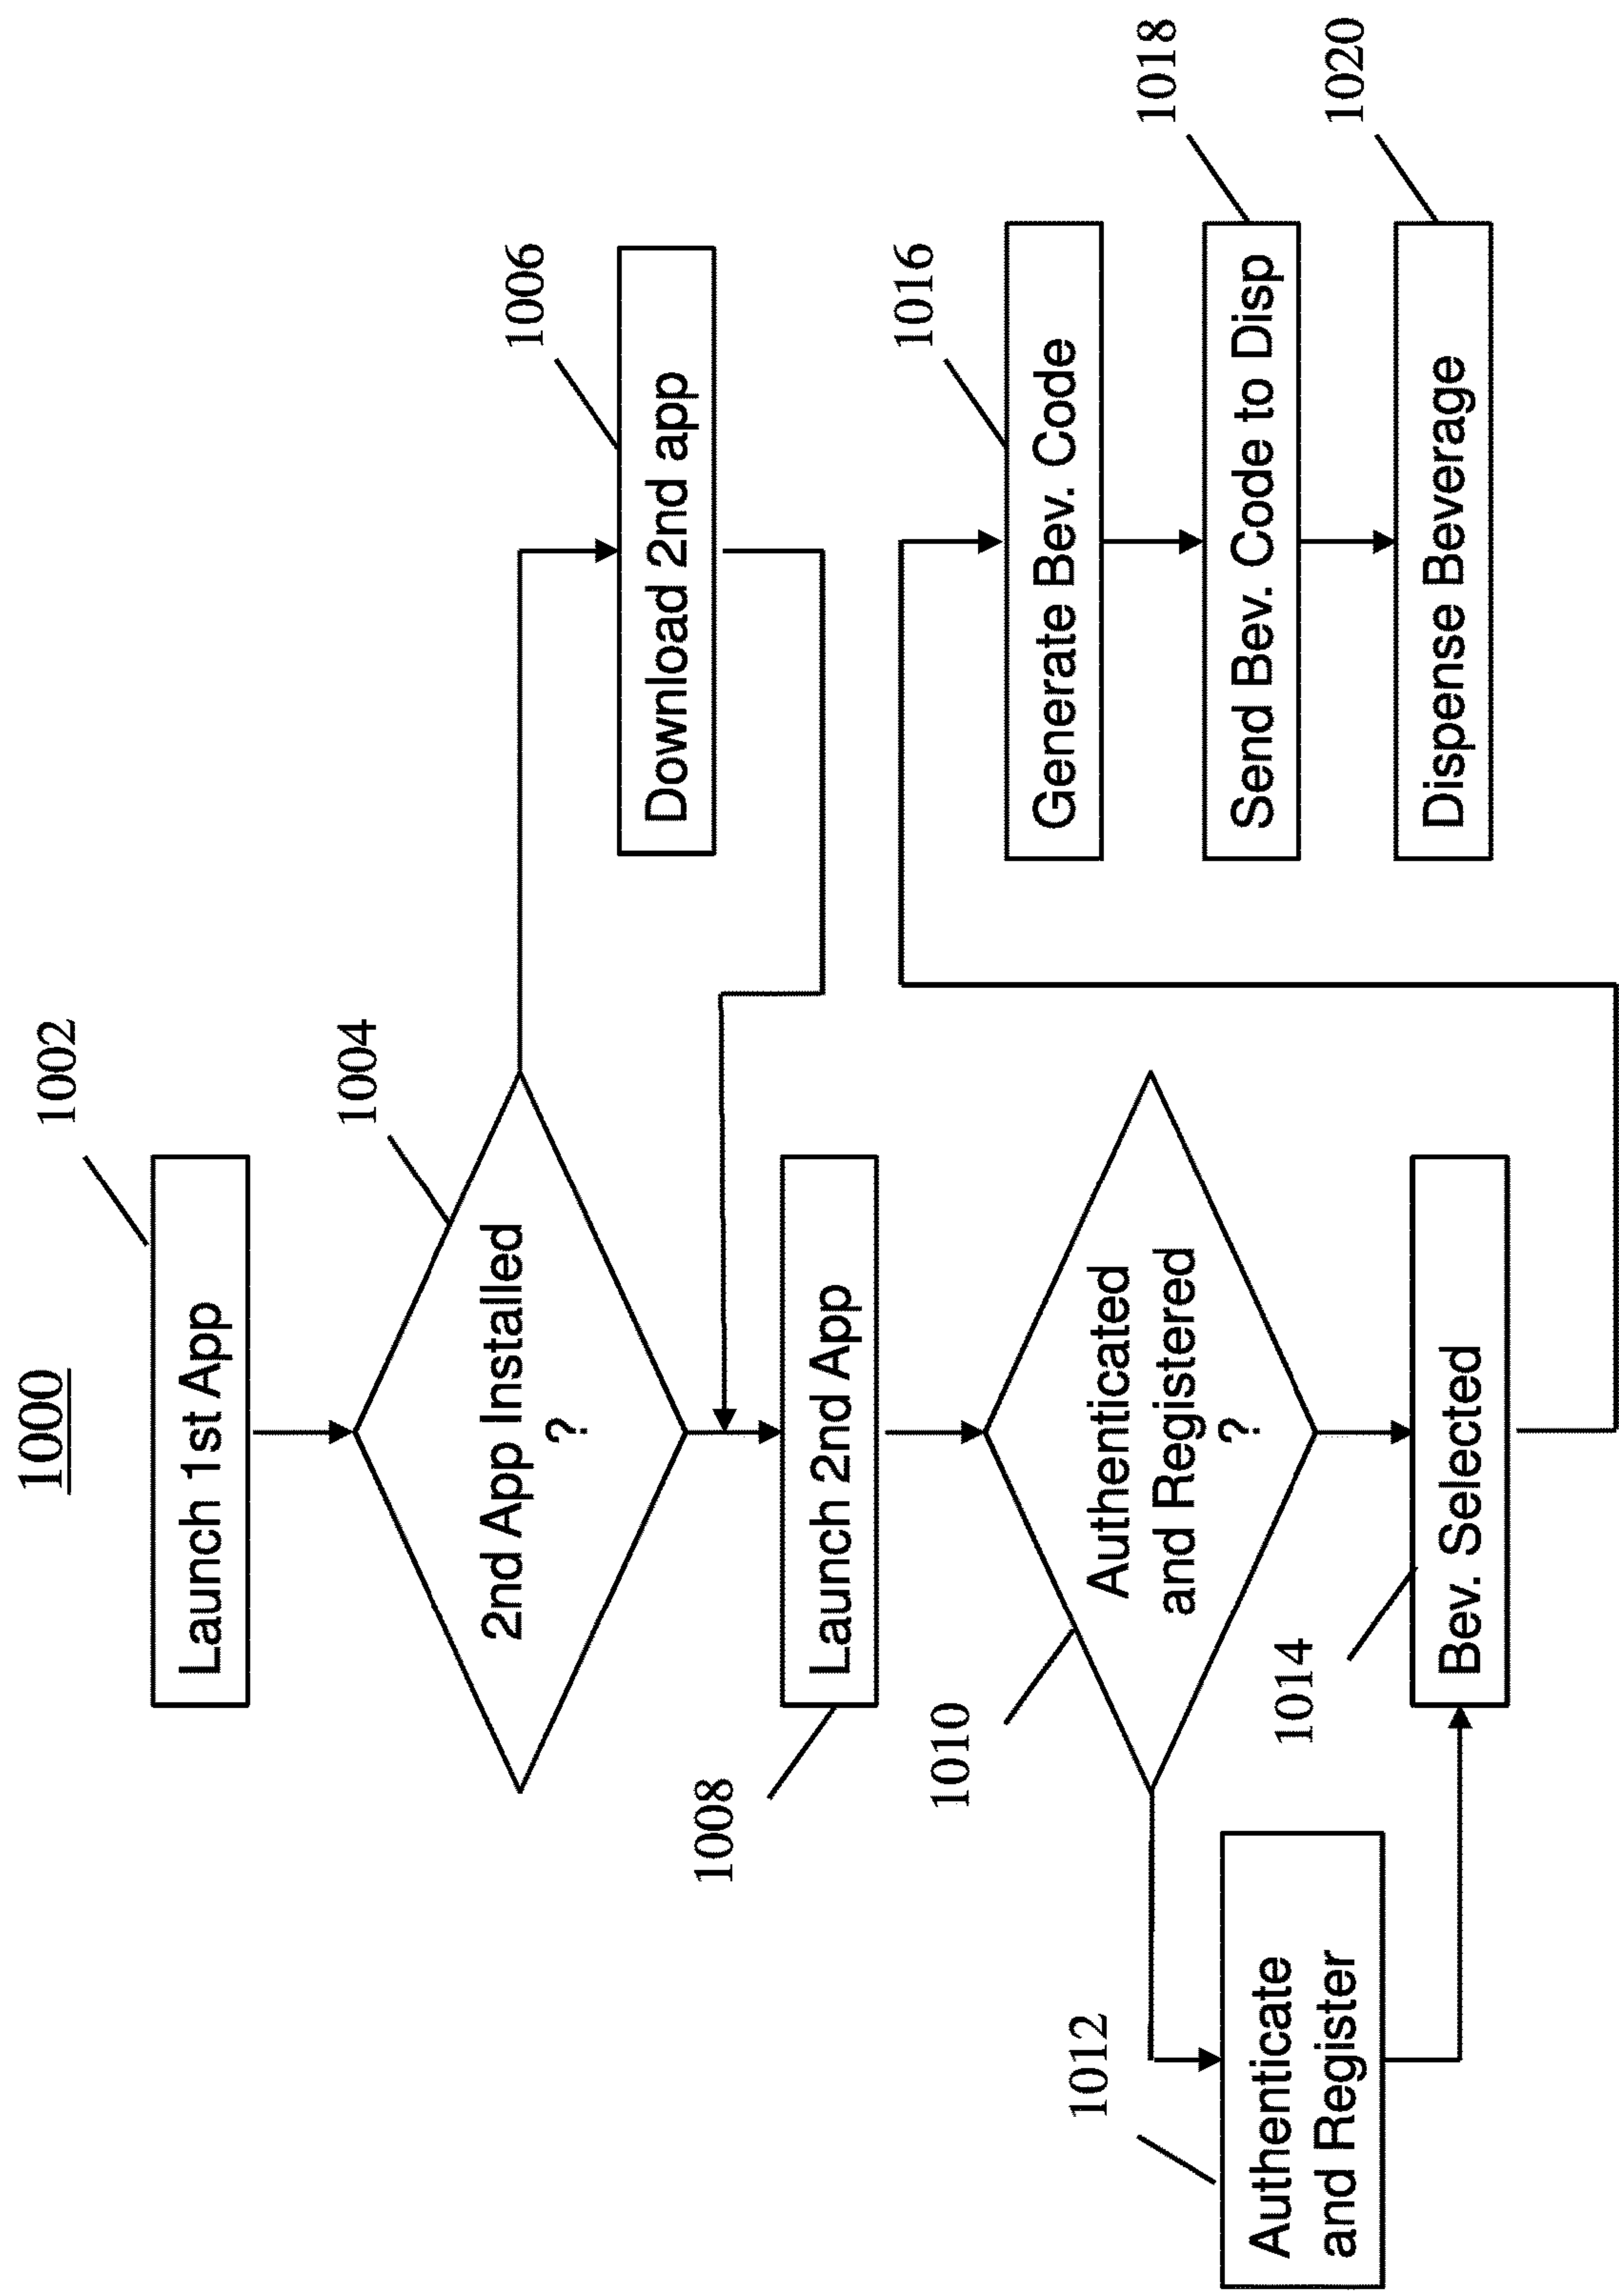 1000
Launch 1st App
1002
2nd App Installed
?
1004
Download 2nd app
1006
Launch 2nd App
1008
Authenticated
and Registered
?
1010
Authenticate
and Register
1012
Bev. Selected
1014
Generate Bev. Code
1016
Send Bev. Code to Disp
1018
Dispense Beverage
1020